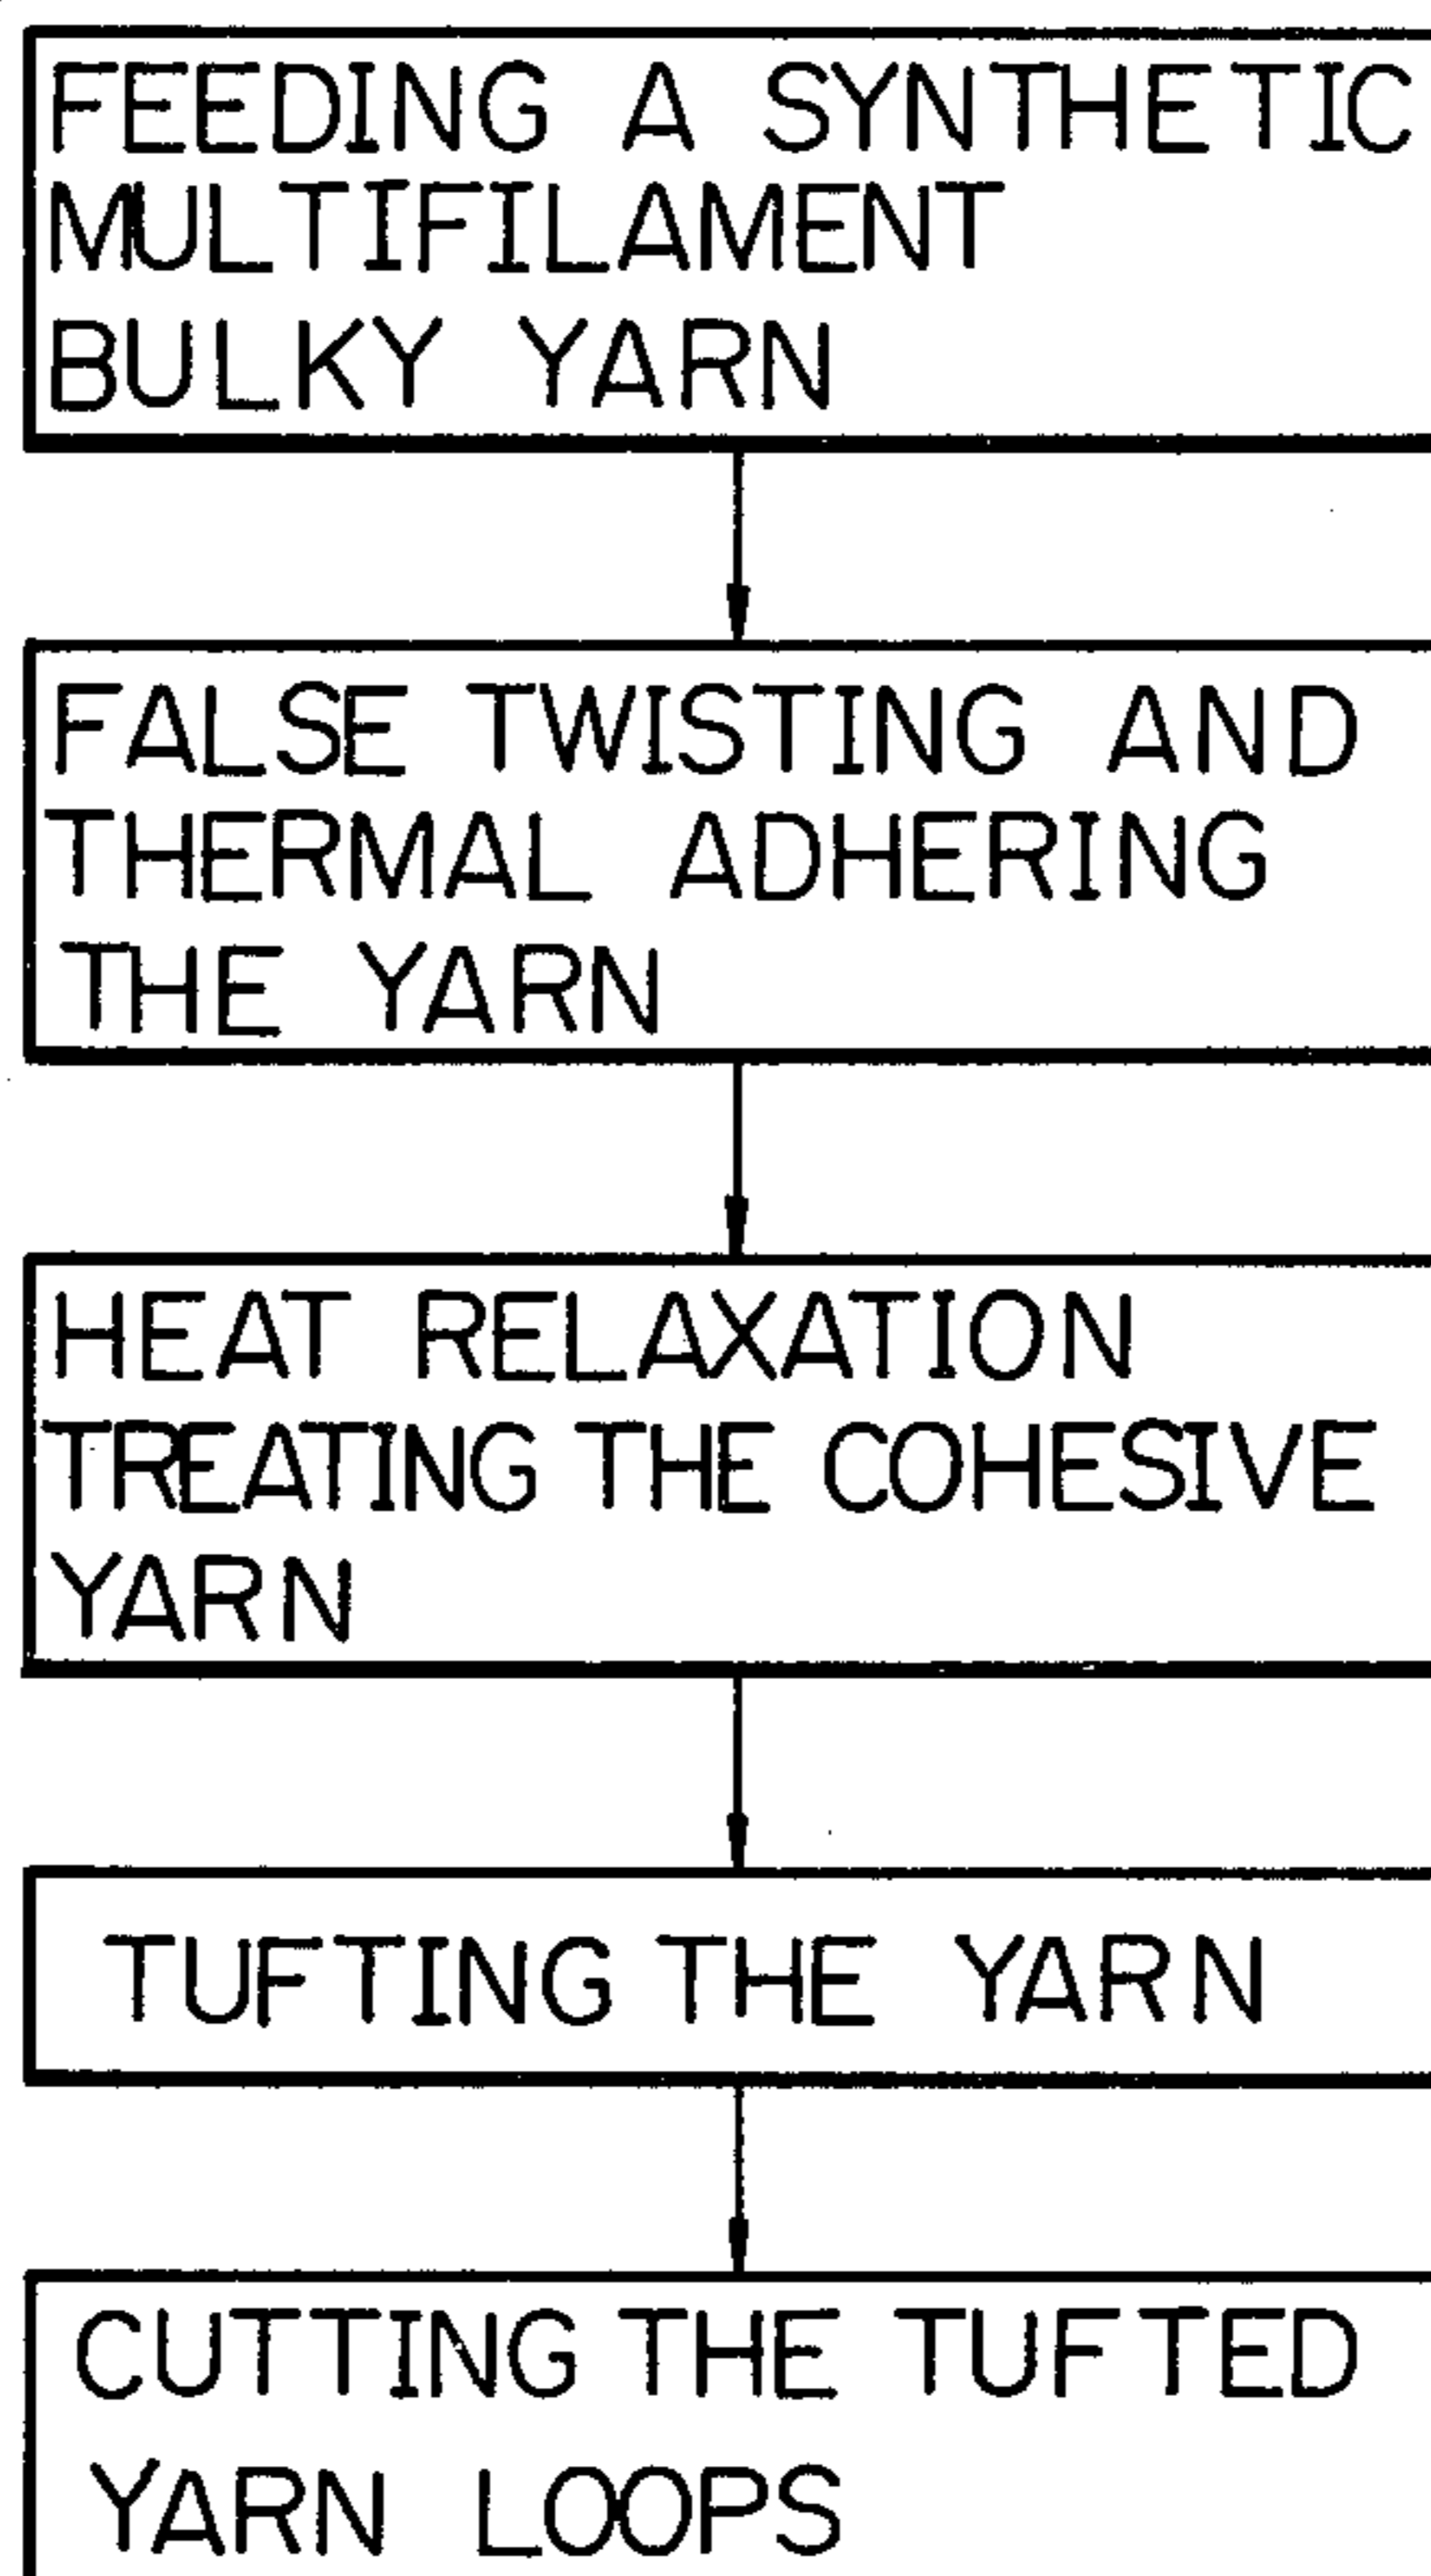 FEEDING A SYNTHETIC
MULTIFILAMENT
BULKY YARN
FALSE TWISTING AND
THERMAL ADHERING
THE YARN
HEAT RELAXATION
TREATING THE COHESIVE
YARN
TUFTING THE YARN
CUTTING THE TUFTED
YARN LOOPS